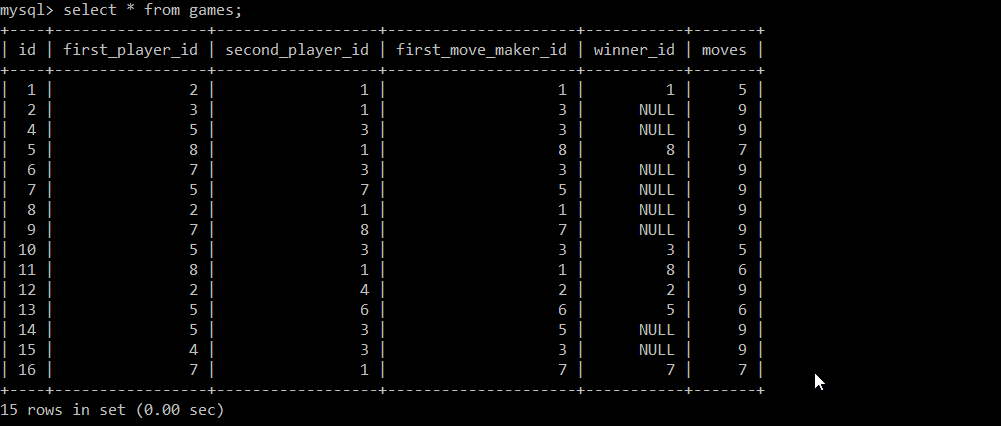 mysql> select * from games;
+----+-----------------+------------------+----------------------+-----------+-------+
| id | first_player_id | second_player_id | first_move_maker_id | winner_id | moves |
+----+-----------------+------------------+----------------------+-----------+-------+
| 1 | 2 | 1 | 1 | 1 | 5 |
| 2 | 3 | 1 | 3 | NULL | 9 |
| 4 | 5 | 3 | 3 | NULL | 9 |
| 5 | 8 | 1 | 8 | 8 | 7 |
| 6 | 7 | 3 | 3 | NULL | 9 |
| 7 | 5 | 7 | 5 | NULL | 9 |
| 8 | 2 | 1 | 1 | NULL | 9 |
| 9 | 7 | 8 | 7 | NULL | 9 |
| 10 | 5 | 3 | 3 | 3 | 5 |
| 11 | 8 | 1 | 1 | 8 | 6 |
| 12 | 2 | 4 | 2 | 2 | 9 |
| 13 | 5 | 6 | 6 | 5 | 6 |
| 14 | 5 | 3 | 5 | NULL | 9 |
| 15 | 4 | 3 | 3 | NULL | 9 |
| 16 | 7 | 1 | 7 | 7 | 7 |
+----+-----------------+------------------+----------------------+-----------+-------+
15 rows in set (0.00 sec)